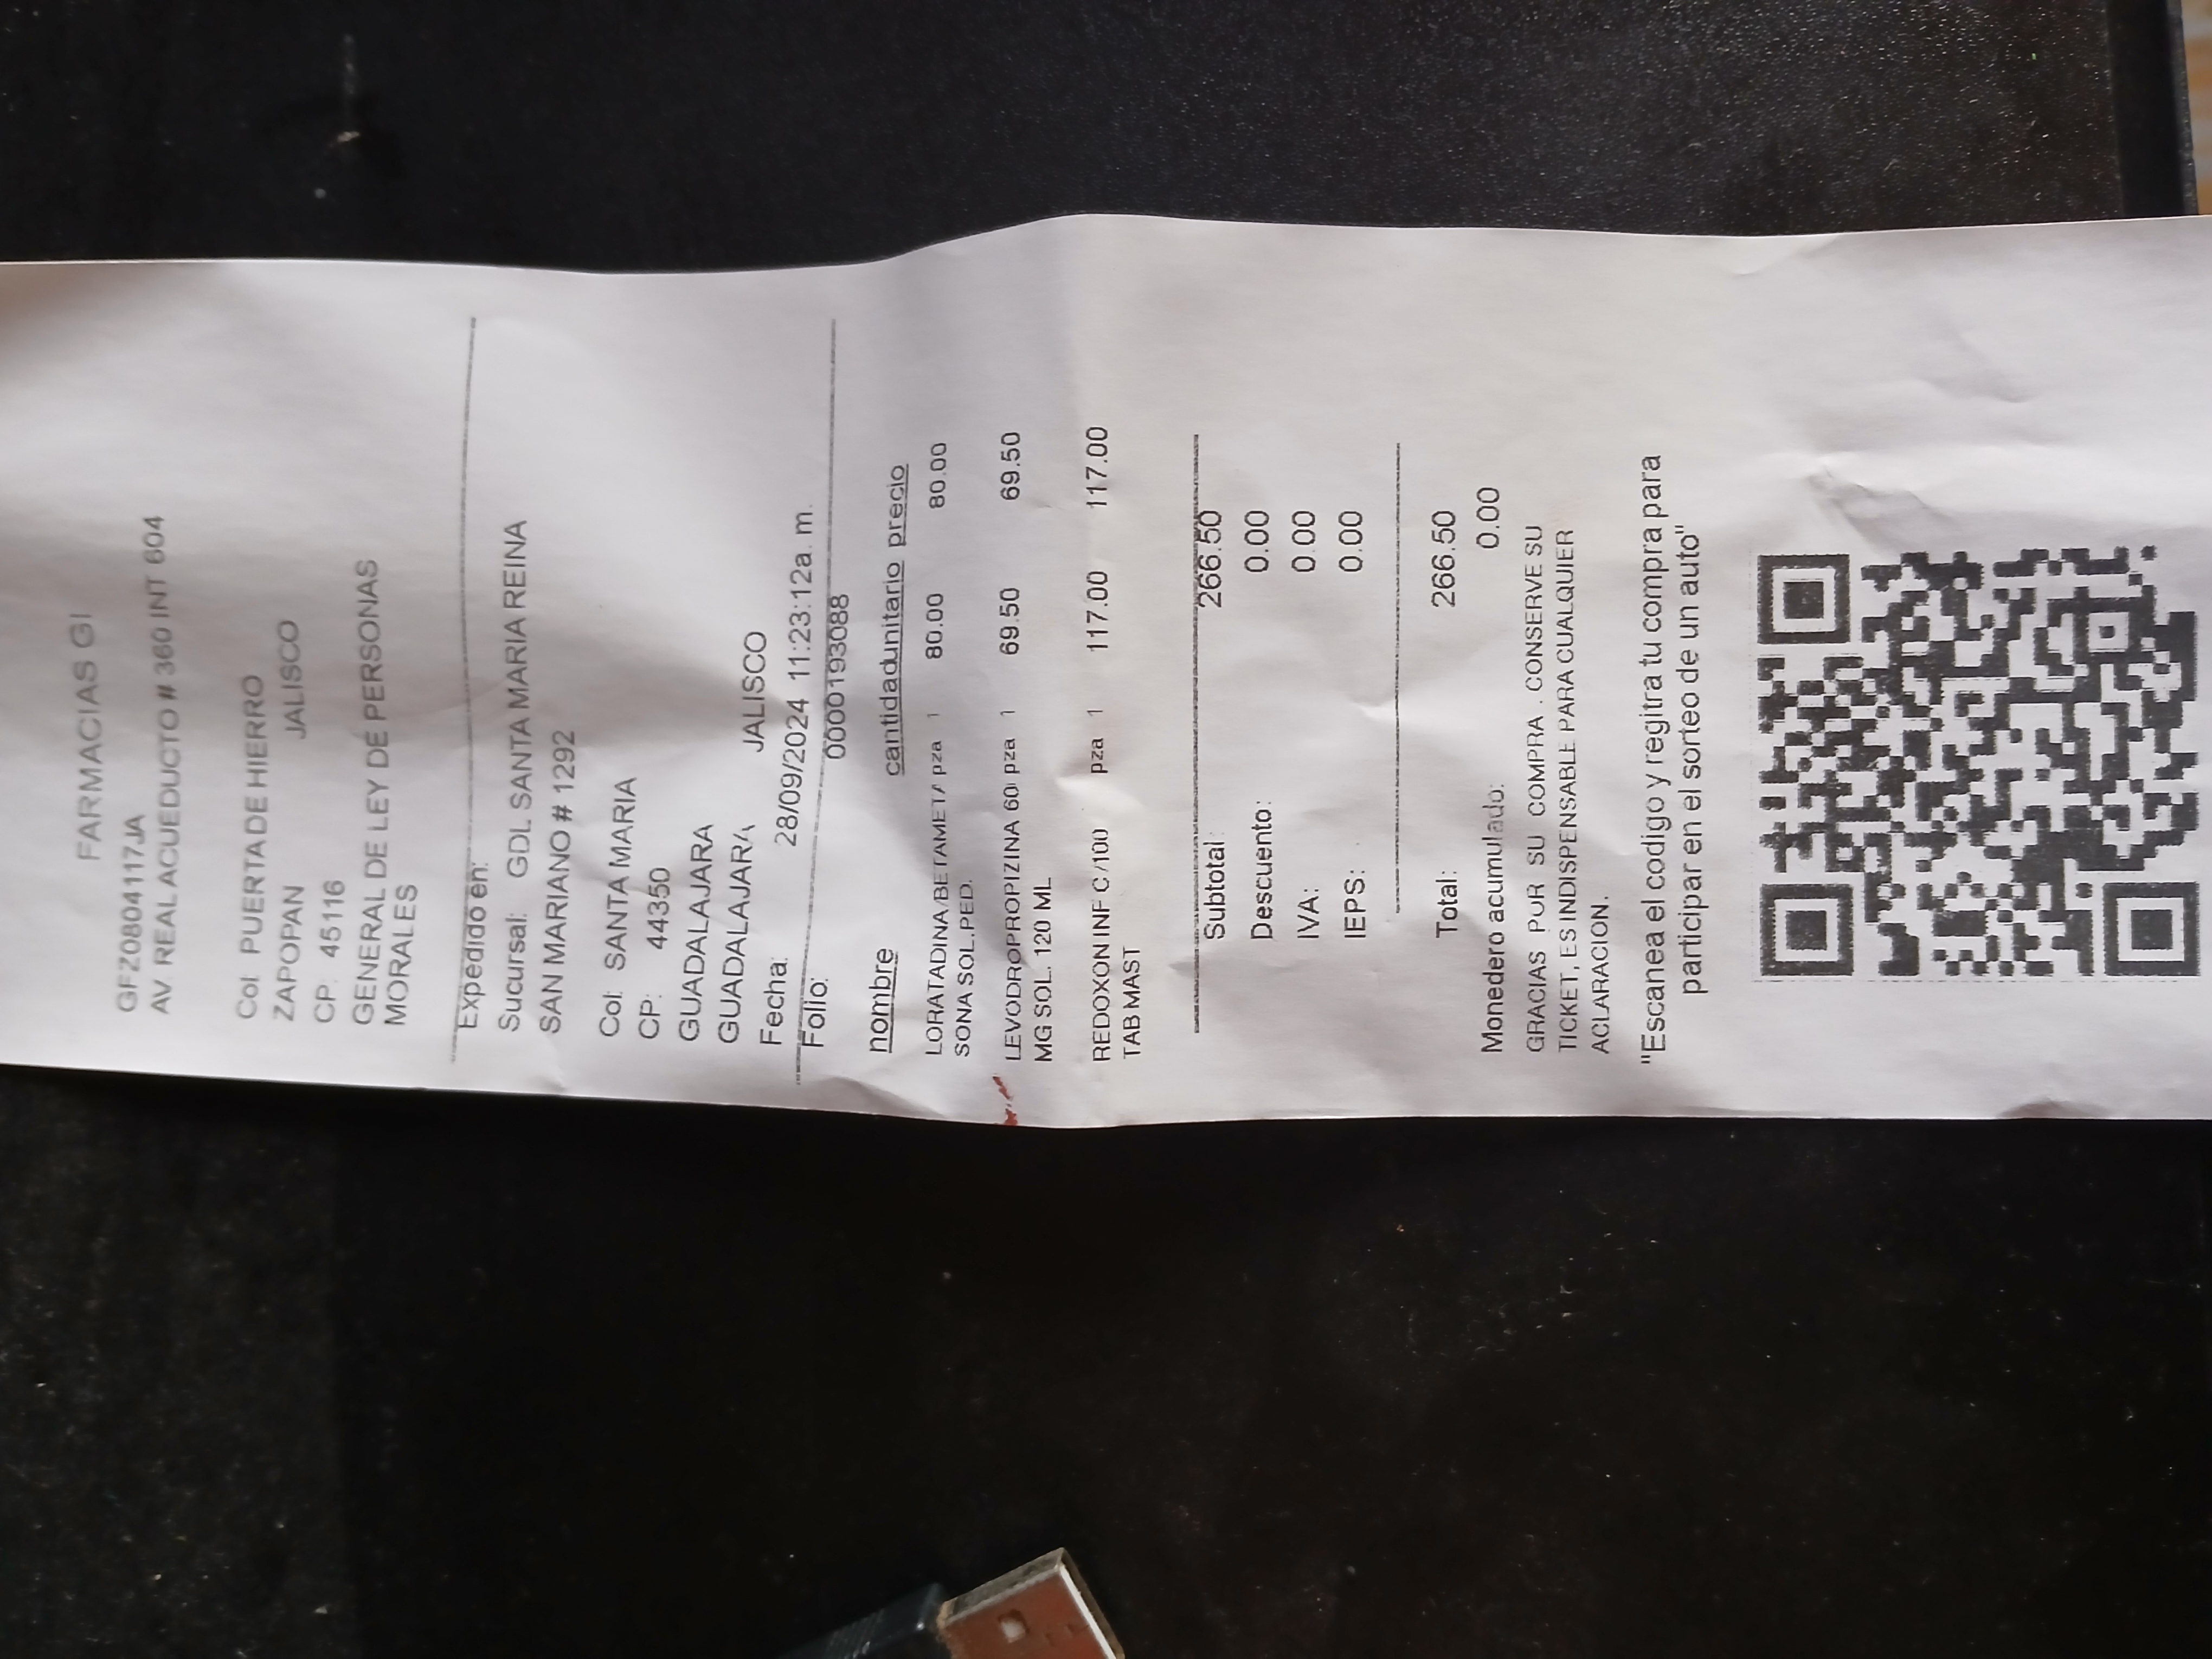 FARMACIAS GI
GFZ0804117JA
AV. REAL ACUEDUCTO # 360 INT 604
Col: PUERTA DE HIERRO
ZAPOPAN JALISCO
CP: 45116
GENERAL DE LEY DE PERSONAS
MORALES
Expedido en:
Sucursal: GDL SANTA MARIA REINA
SAN MARIANO # 1292
Col: SANTA MARIA
CP: 44350
GUADALAJARA
GUADALAJARA JALISCO
Fecha: 28/09/2024 11:23:12a. m.
Folio: 0000193088
nombre cantidadunitario precio
LORATADINA/BETAMETA pza 1 80.00 80.00
SONA SOL.PED.
LEVODROPROPIZINA 60 pza 1 69.50 69.50
MG SOL. 120 ML
REDOXON INF C/100 pza 1 117.00 117.00
TAB MAST
Subtotal: 266.50
Descuento: 0.00
IVA: 0.00
IEPS: 0.00
Total: 266.50
Monedero acumulado: 0.00
GRACIAS POR SU COMPRA . CONSERVE SU
TICKET, ES INDISPENSABLE PARA CUALQUIER
ACLARACION.
"Escanea el codigo y regitra tu compra para
participar en el sorteo de un auto"